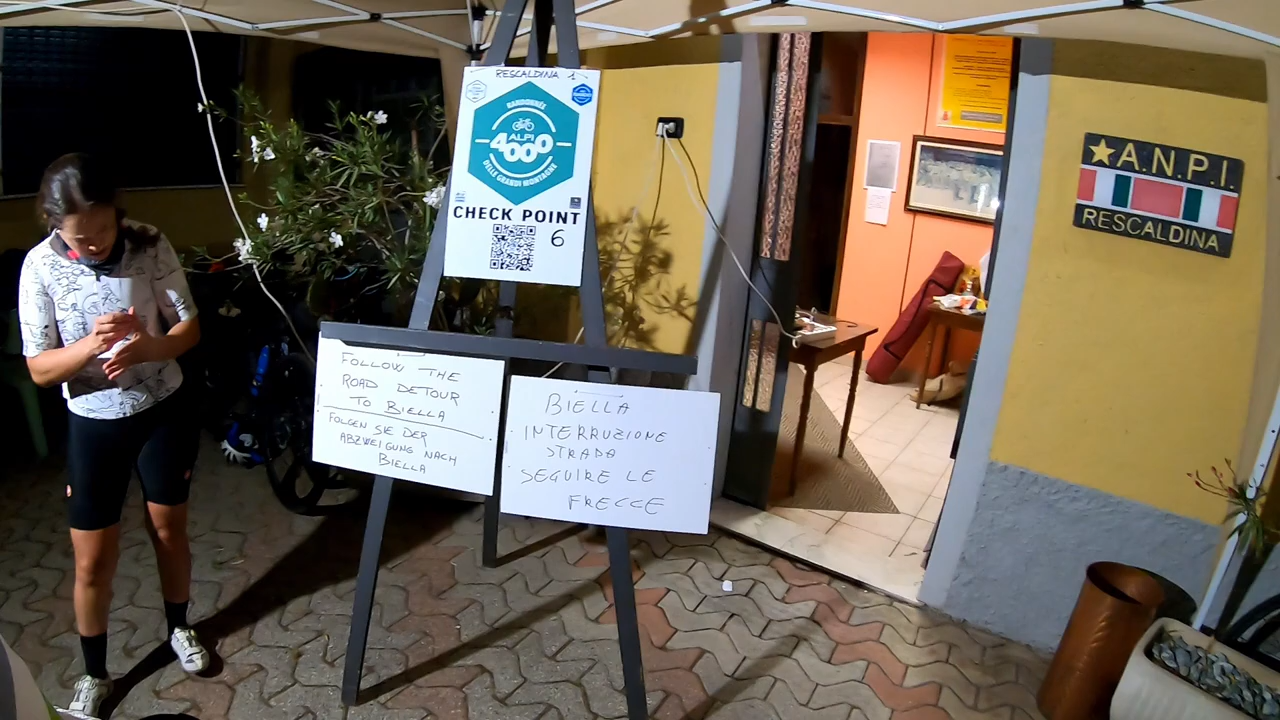 RESCALDINA
RANDONNÉE
ALPI
4000
DELLE GRANDI MONTAGNE
CHECK POINT
6
FOLLOW THE
ROAD DETOUR
TO BIELLA
FOLGEN SIE DER
ABZWEIGUNG NACH
BIELLA
BIELLA
INTERRUZIONE
STRADA
SEGUIRE LE
FRECCE
A.N.P.I.
RESCALDINA